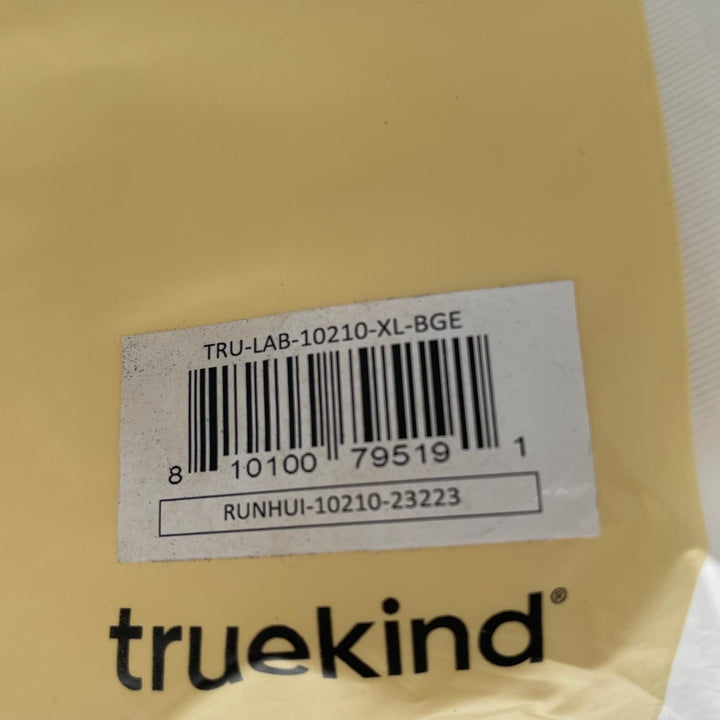 TRU-LAB-10210-XL-BGE
8 10100 79519 1
RUNHUI-10210-23223
truekind®